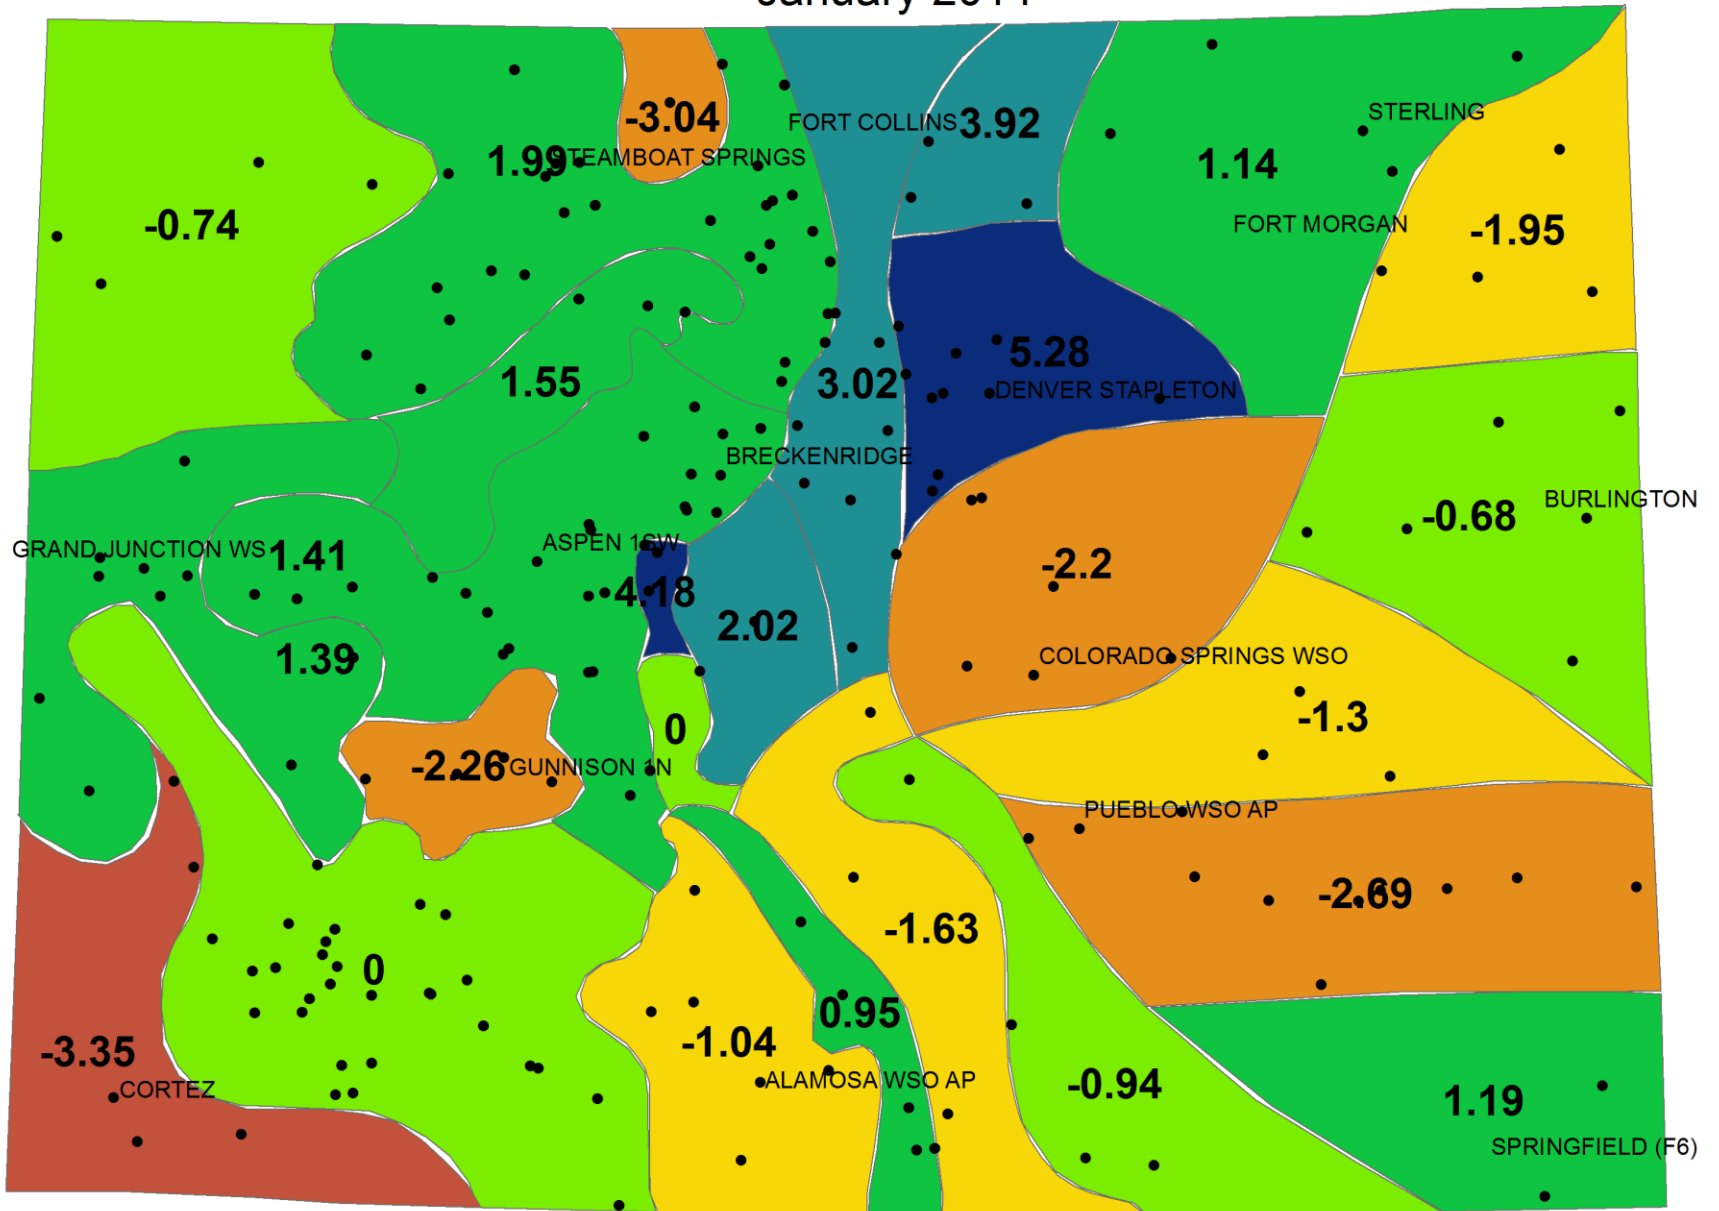 January 2014
-3.04
FORT COLLINS
3.92
STERLING
1.99
STEAMBOAT SPRINGS
1.14
-0.74
FORT MORGAN
-1.95
5.28
1.55
3.02
DENVER STAPLETON
BRECKENRIDGE
BURLINGTON
-0.68
GRAND JUNCTION WS
1.41
ASPEN 1SW
-2.2
4.18
2.02
1.39
COLORADO SPRINGS WSO
-1.3
0
-2.26
GUNNISON 1N
PUEBLO WSO AP
-2.69
-1.63
0
0.95
-1.04
-3.35
CORTEZ
ALAMOSA WSO AP
-0.94
1.19
SPRINGFIELD (F6)